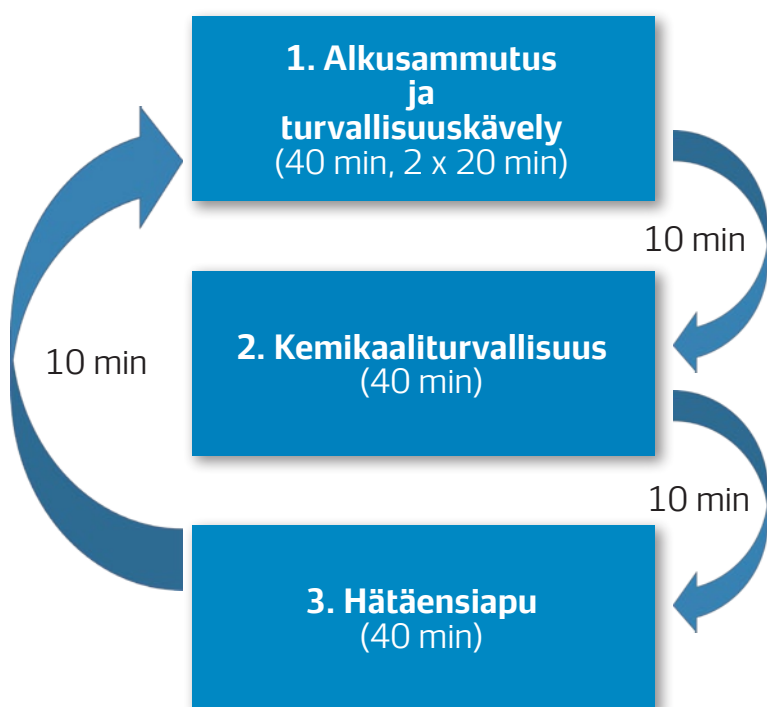 1. Alkusammutus
ja
turvallisuuskävely
(40 min, 2 x 20 min)
10 min
2. Kemikaaliturvallisuus
(40 min)
10 min
10 min
3. Hätäensiapu
(40 min)